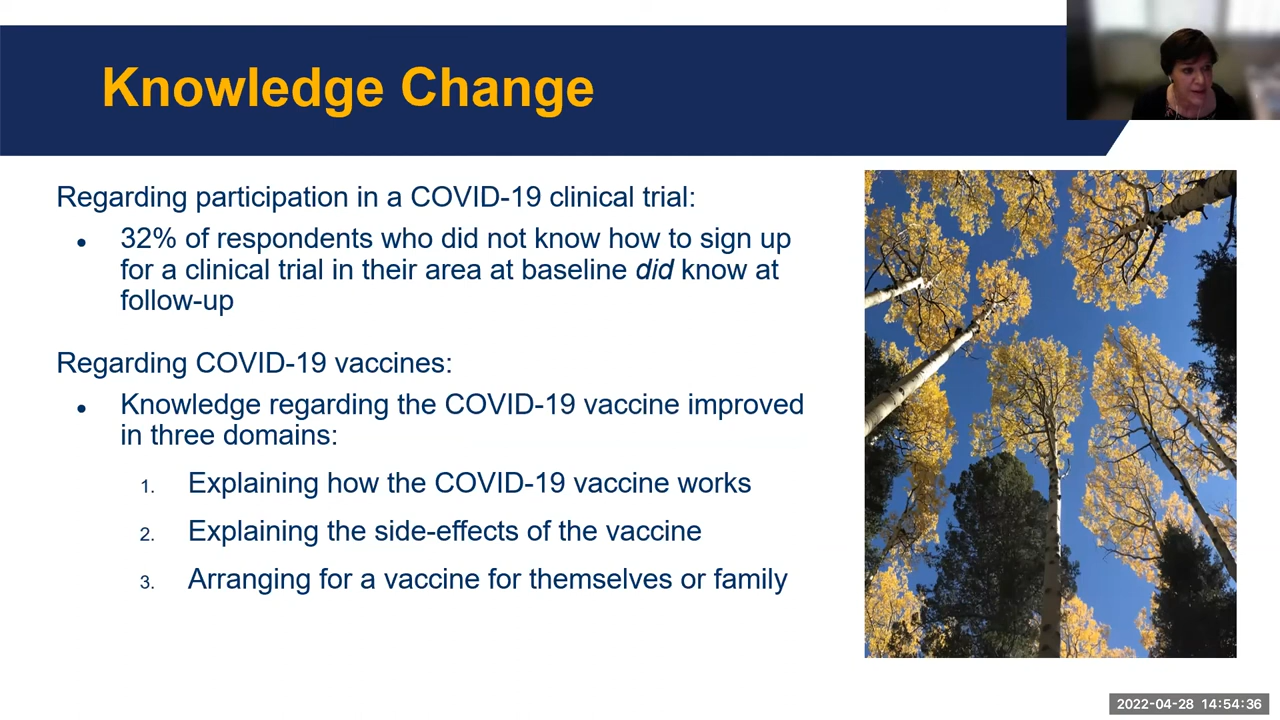 Knowledge Change
Regarding participation in a COVID-19 clinical trial:
• 32% of respondents who did not know how to sign up
for a clinical trial in their area at baseline did know at
follow-up
Regarding COVID-19 vaccines:
• Knowledge regarding the COVID-19 vaccine improved
in three domains:
1. Explaining how the COVID-19 vaccine works
2. Explaining the side-effects of the vaccine
3. Arranging for a vaccine for themselves or family
2022-04-28 14:54:36